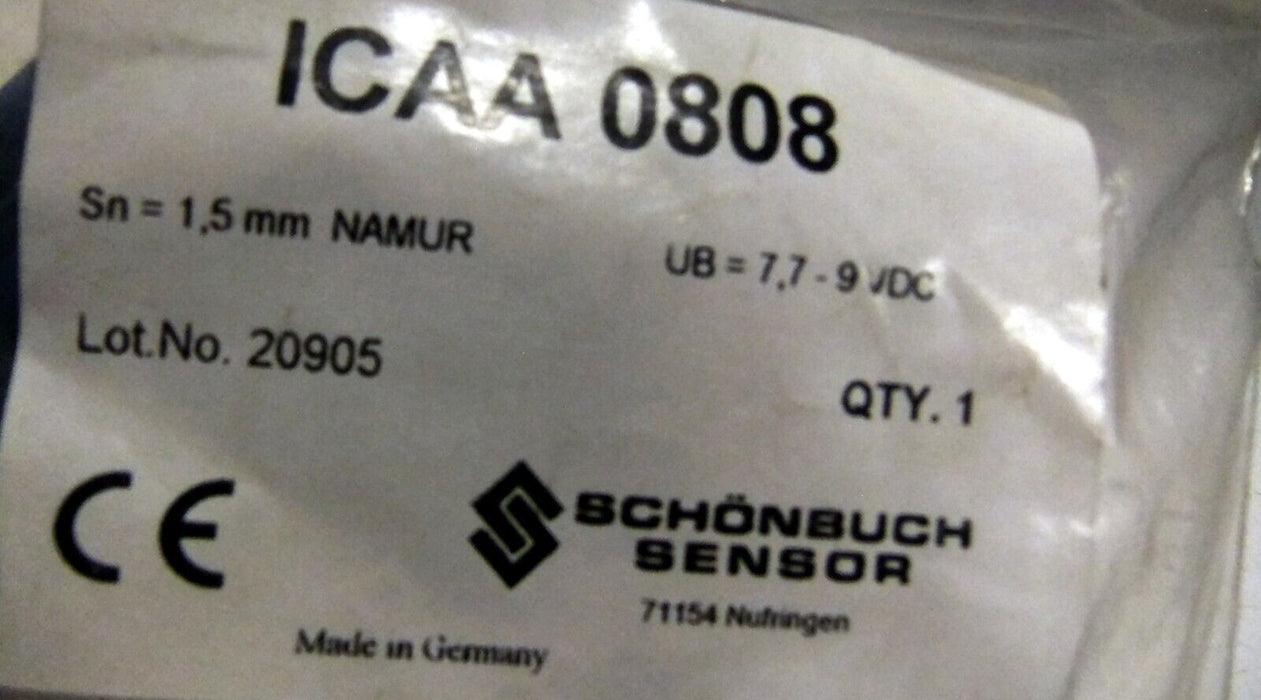 ICAA 0808
Sn = 1,5 mm NAMUR
UB = 7,7 - 9 VDC
Lot.No. 20905
QTY. 1
CE
SCHÖNBUCH
SENSOR
71154 Nufringen
Made in Germany